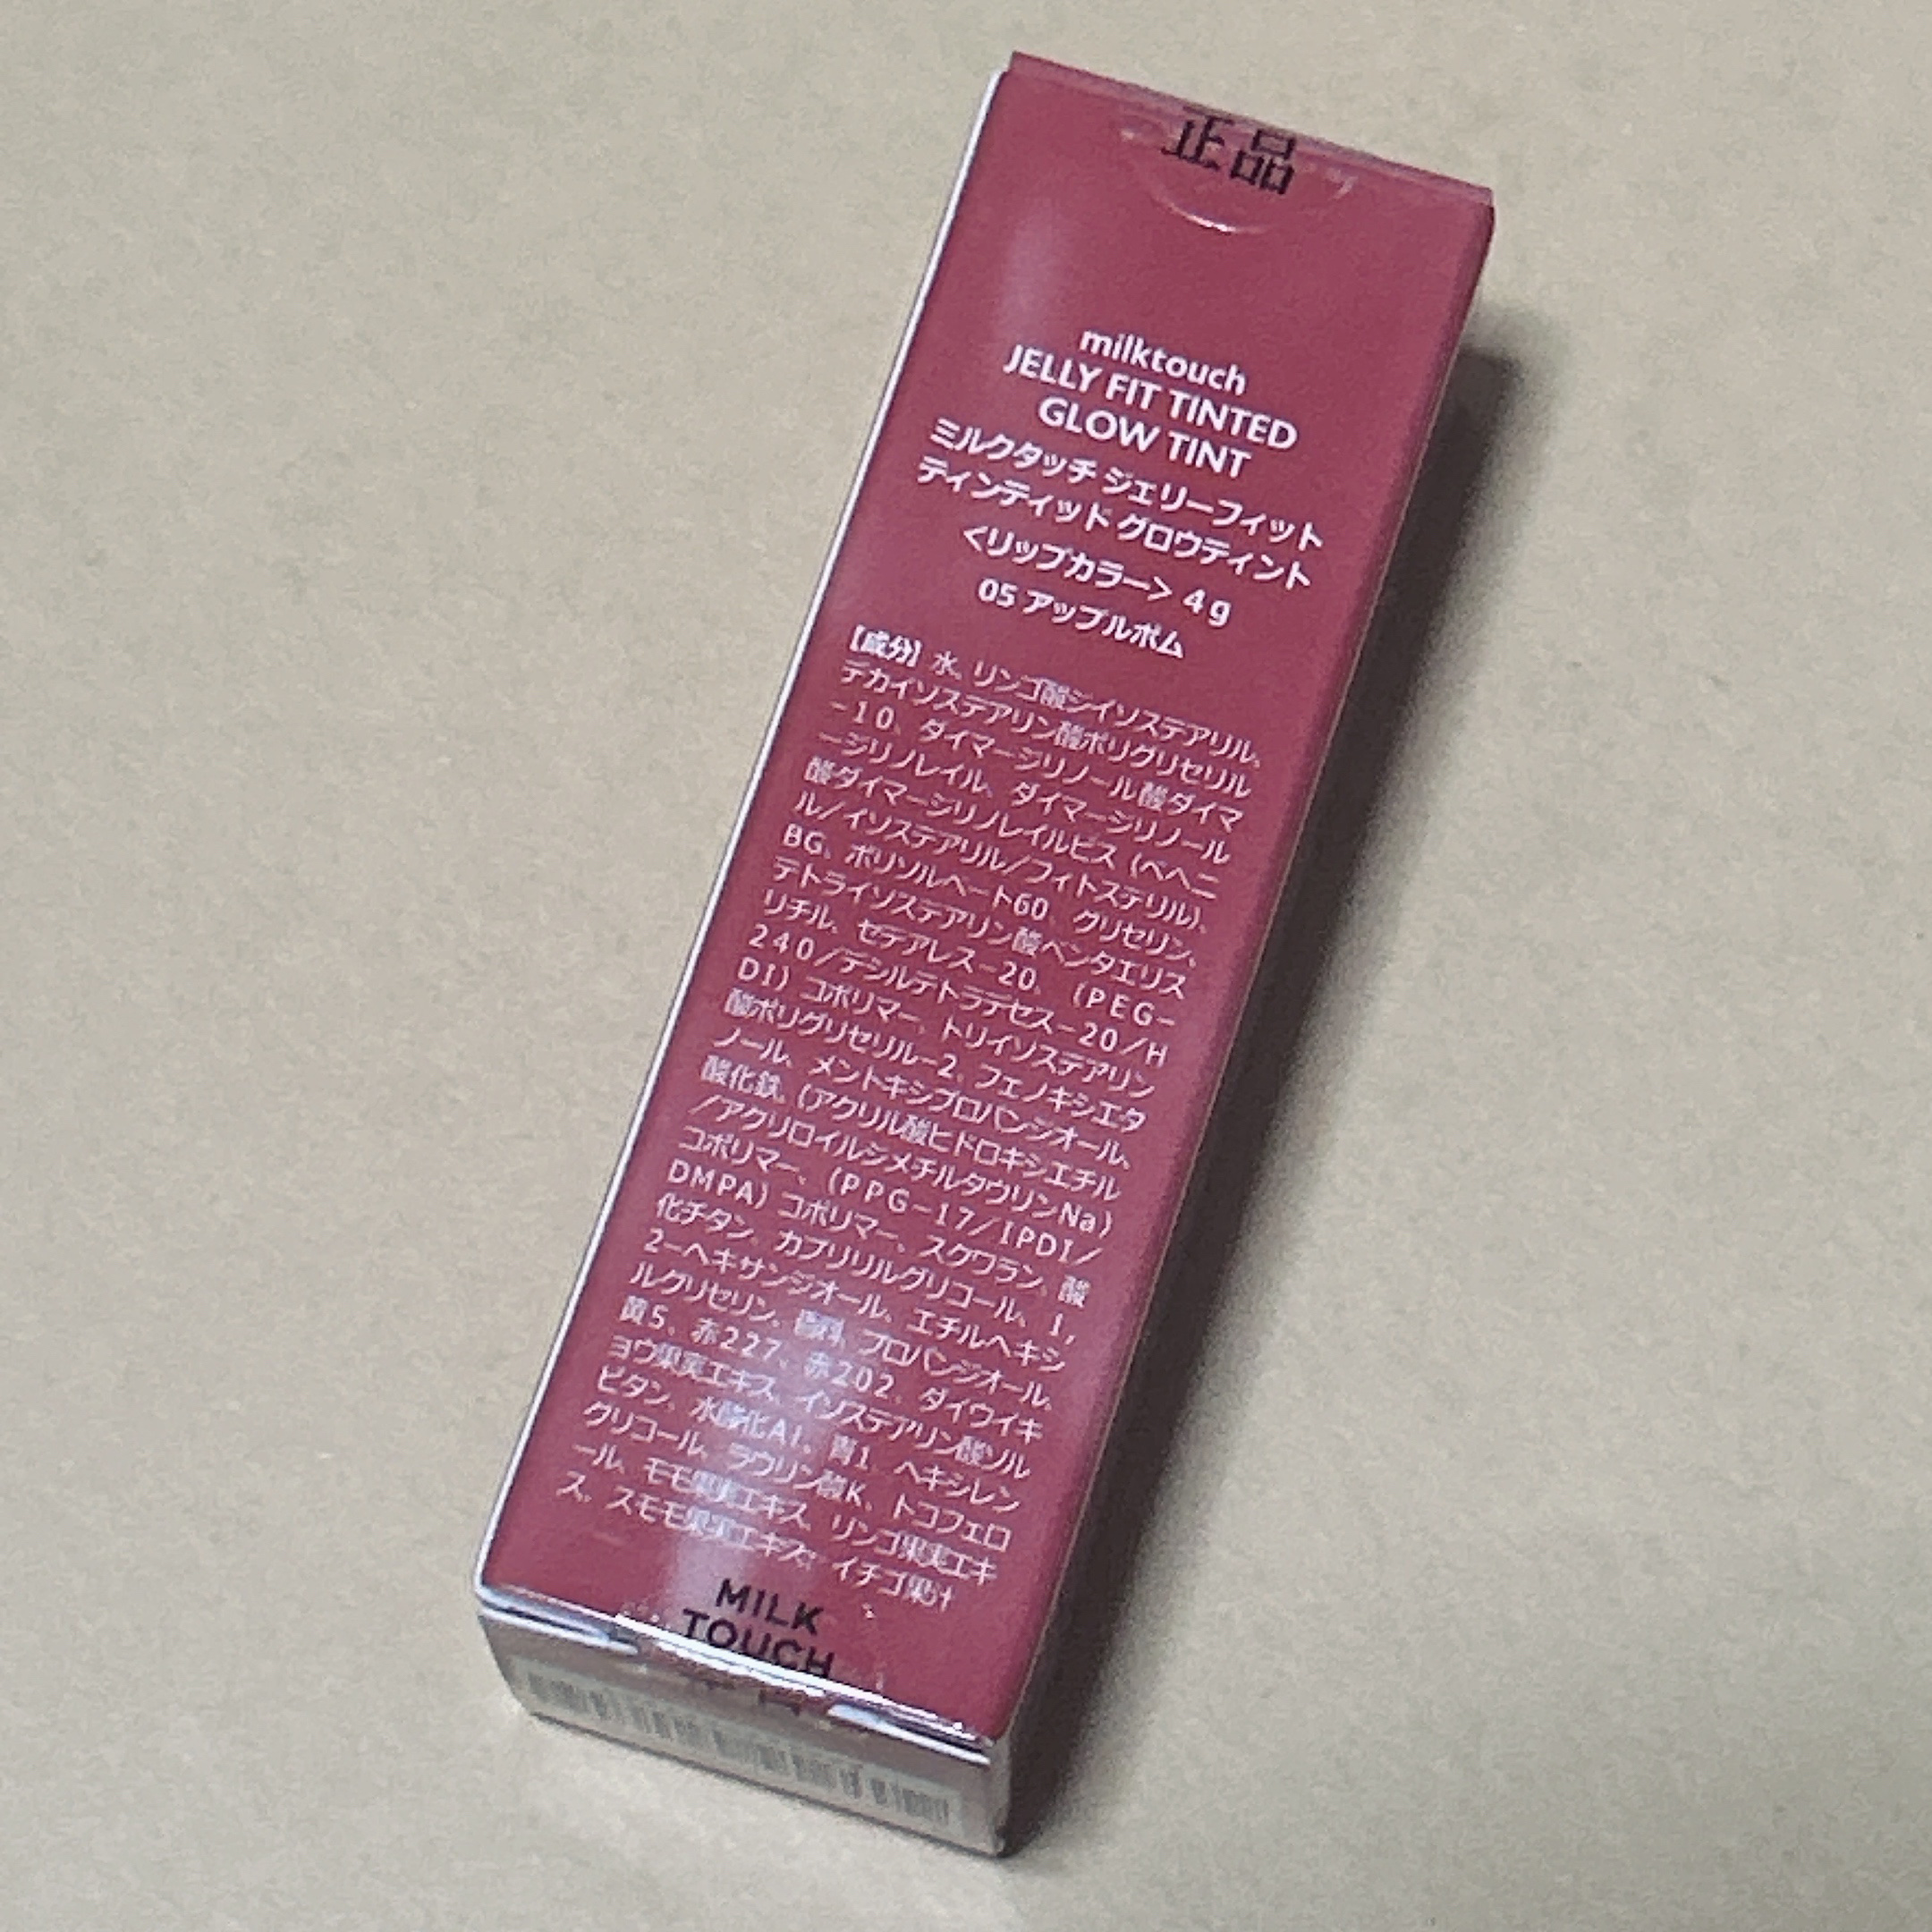 正品
milktouch
JELLY FIT TINTED
GLOW TINT
ミルクタッチ ジェリーフィット
ティンティッド グロウティント
<リップカラー> 4g
05 アップルポム
【成分】水、リンゴ酸ジイソステアリル、
デカイソステアリン酸ポリグリセリル
-10、ダイマージリノール酸ダイマ
ージリノレイル、ダイマージリノール
酸ダイマージリノレイルビス(ベヘニ
ル/イソステアリル/フィトステリル)、
BG、ポリソルベート60、グリセリン、
テトライソステアリン酸ペンタエリス
リチル、セテアレス-20、(PEG-
240/デシルテトラデセス-20/H
DI)コポリマー、トリイソステアリン
酸ポリグリセリル-2、フェノキシエタ
ノール、メントキシプロパンジオール、
酸化鉄、(アクリル酸ヒドロキシエチル
/アクリロイルジメチルタウリンNa)
コポリマー、(PPG-17/IPDI/
DMPA)コポリマー、スクワラン、酸
化チタン、カプリリルグリコール、1,
2-ヘキサンジオール、エチルヘキシ
ルグリセリン、香料、プロパンジオール、
黄5、赤227、赤202、ダイウイキ
ョウ果実エキス、イソステアリン酸ソル
ビタン、水酸化Al、青1、ヘキシレン
グリコール、ラウリン酸K、トコフェロ
ール、モモ果実エキス、リンゴ果実エキ
ス、スモモ果実エキス、イチゴ果汁
MILK
TOUCH